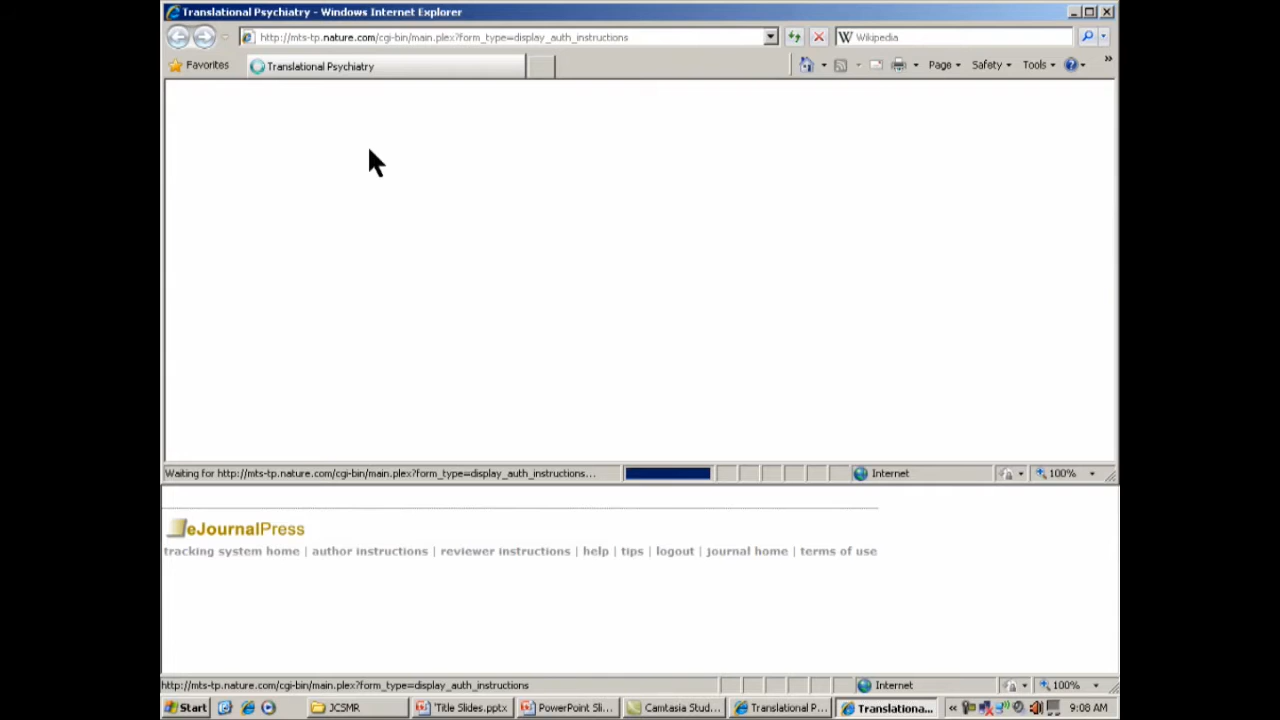 Translational Psychiatry - Windows Internet Explorer
http://mts-tp.nature.com/cgi-bin/main.plex?form_type=display_auth_instructions
W Wikipedia
Favorites
Translational Psychiatry
Page
Safety
Tools
»
Waiting for http://mts-tp.nature.com/cgi-bin/main.plex?form_type=display_auth_instructions...
Internet
100%
eJournalPress
tracking system home | author instructions | reviewer instructions | help | tips | logout | journal home | terms of use
http://mts-tp.nature.com/cgi-bin/main.plex?form_type=display_auth_instructions
Internet
100%
Start
JCSMR
'Title Slides.pptx
PowerPoint Sli...
Camtasia Stud...
Translational P...
Translationa...
«
9:08 AM